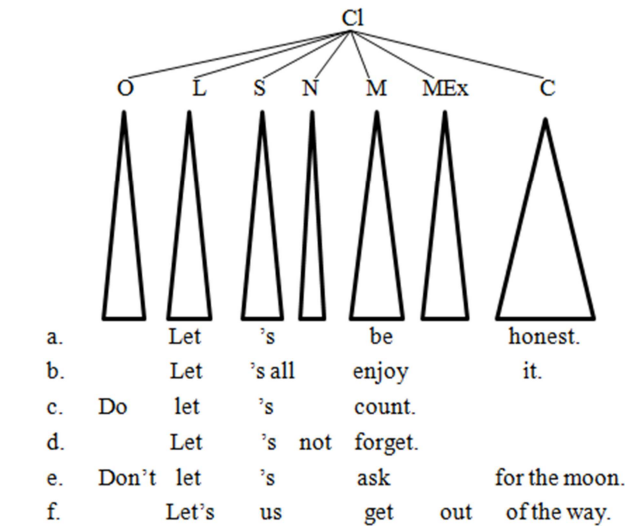 Cl
O L S N M MEx C
a. Let ’s be honest.
b. Let ’s all enjoy it.
c. Do let ’s count.
d. Let ’s not forget.
e. Don’t let ’s ask for the moon.
f. Let’s us get out of the way.